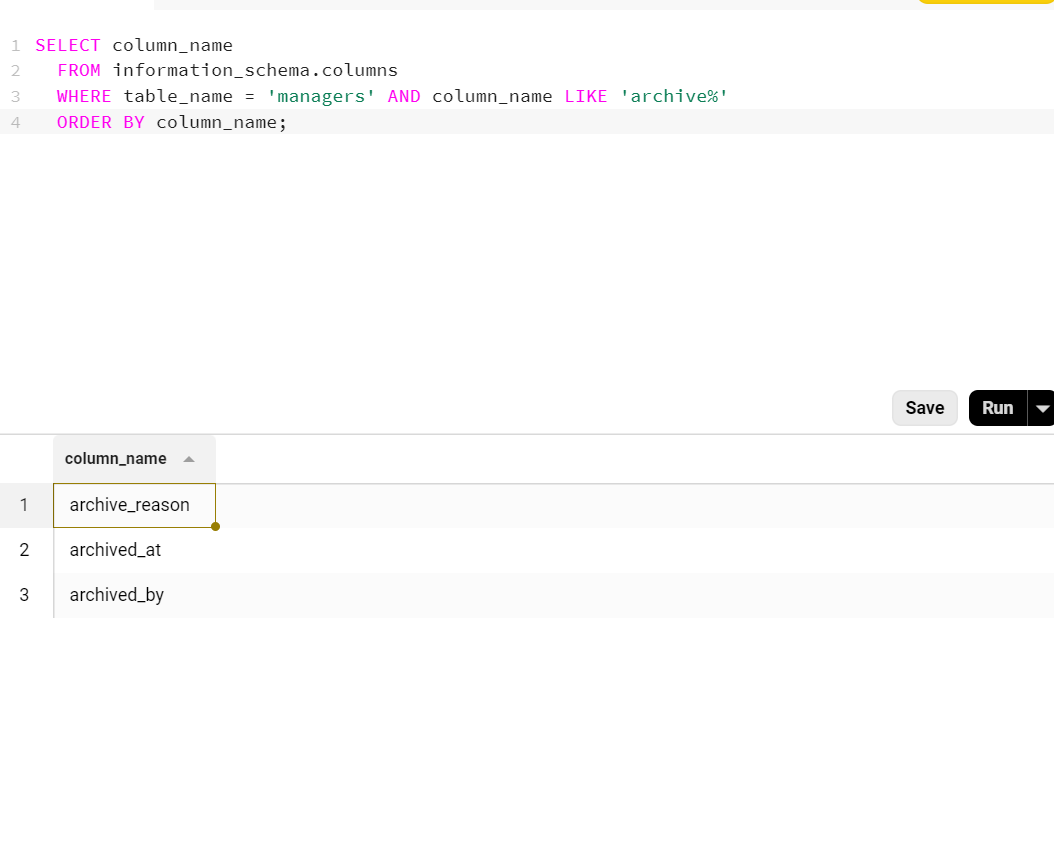 1 SELECT column_name
2 FROM information_schema.columns
3 WHERE table_name = 'managers' AND column_name LIKE 'archive%'
4 ORDER BY column_name;
Save Run
column_name
1 archive_reason
2 archived_at
3 archived_by